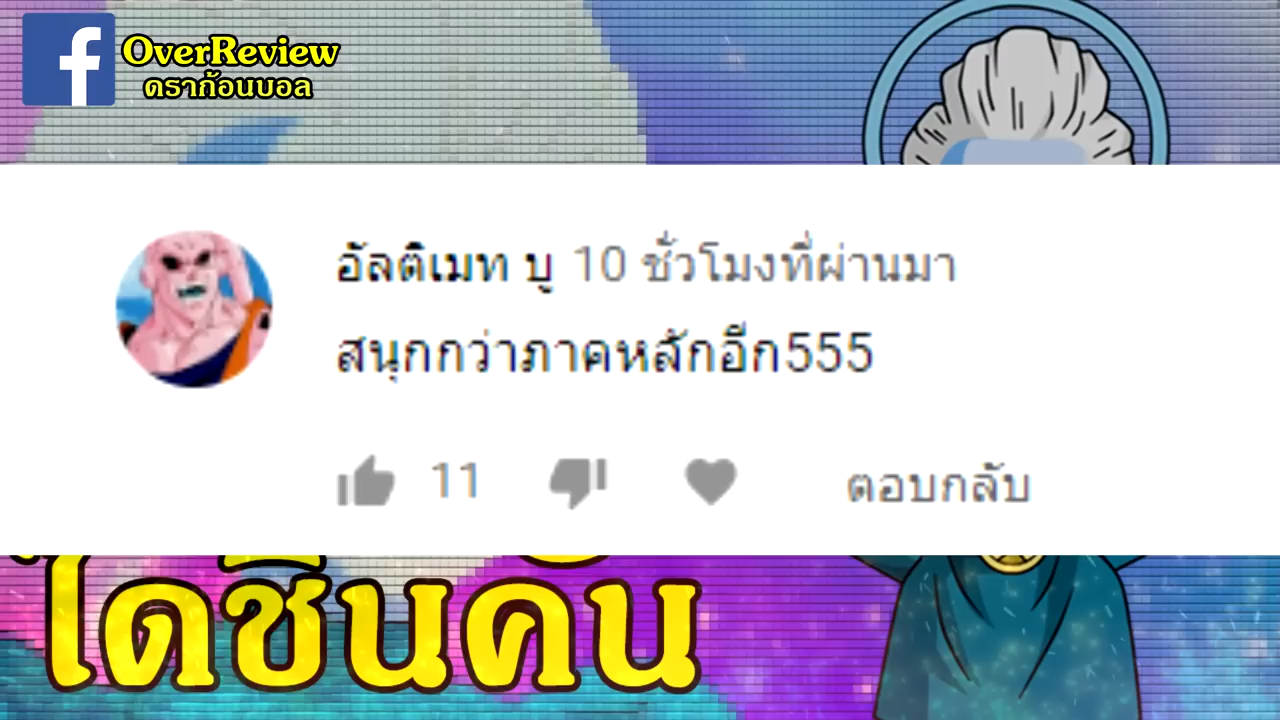 OverReview
ดราก้อนบอล
อัลติเมท บู 10 ชั่วโมงที่ผ่านมา
สนุกกว่าภาคหลักอีก555
11 ตอบกลับ
ไดชินคัน